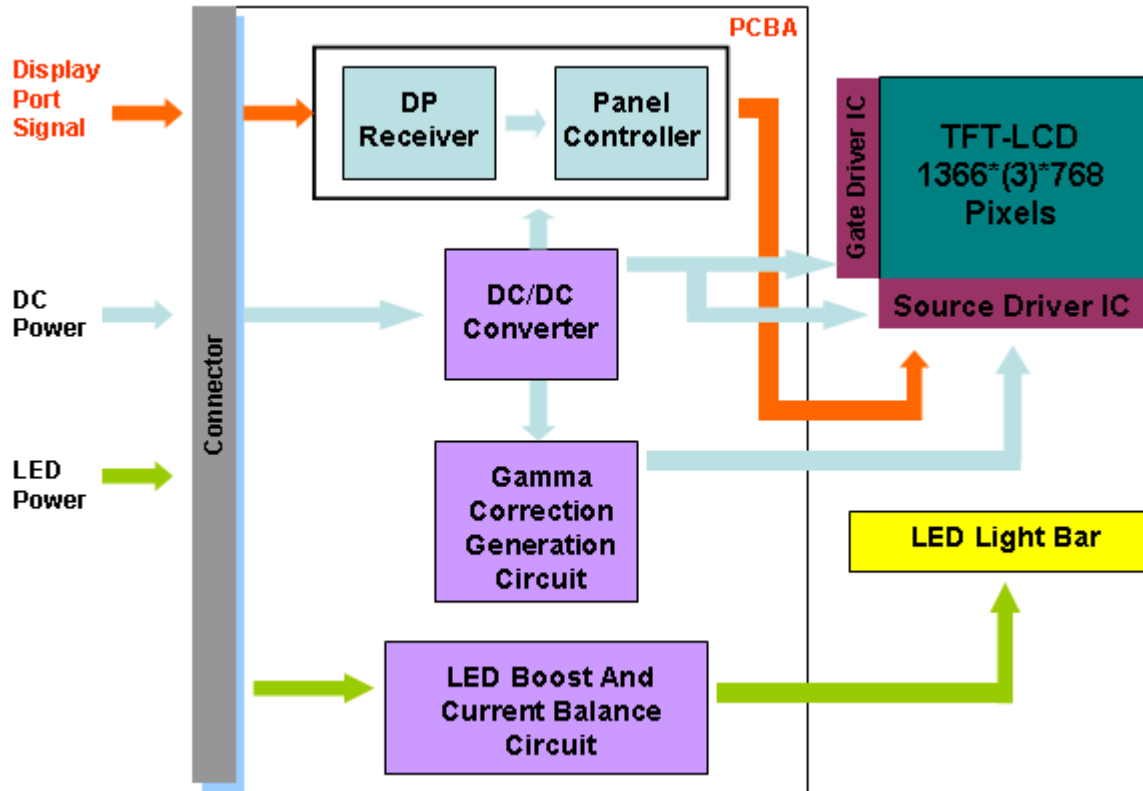 PCBA
Display
Port
Signal
DP
Receiver
Panel
Controller
Gate Driver IC
TFT-LCD
1366*(3)*768
Pixels
Source Driver IC
DC
Power
DC/DC
Converter
Connector
LED
Power
Gamma
Correction
Generation
Circuit
LED Light Bar
LED Boost And
Current Balance
Circuit